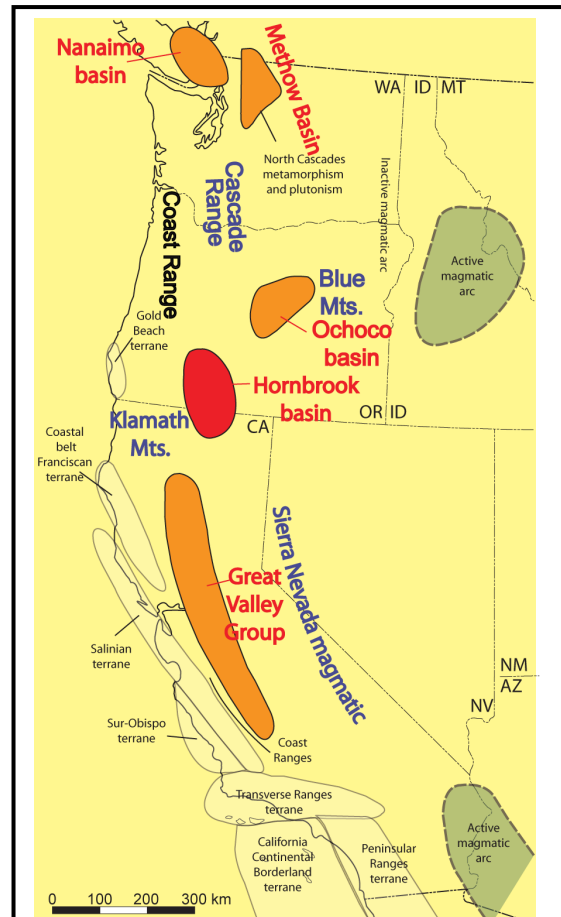 Nanaimo
basin
Methow Basin
WA
ID
MT
North Cascades
metamorphism
and plutonism
Cascade
Range
Inactive magmatic
arc
Coast Range
Active
magmatic
arc
Blue
Mts.
Gold
Beach
terrane
Ochoco
basin
Hornbrook
basin
OR
ID
CA
Klamath
Mts.
Coastal
belt
Franciscan
terrane
Sierra Nevada magmatic
Great
Valley
Group
Salinian
terrane
NM
AZ
NV
Sur-Obispo
terrane
Coast
Ranges
Transverse Ranges
terrane
Active
magmatic
arc
California
Continental
Borderland
terrane
Peninsular
Ranges
terrane
0 100 200 300 km